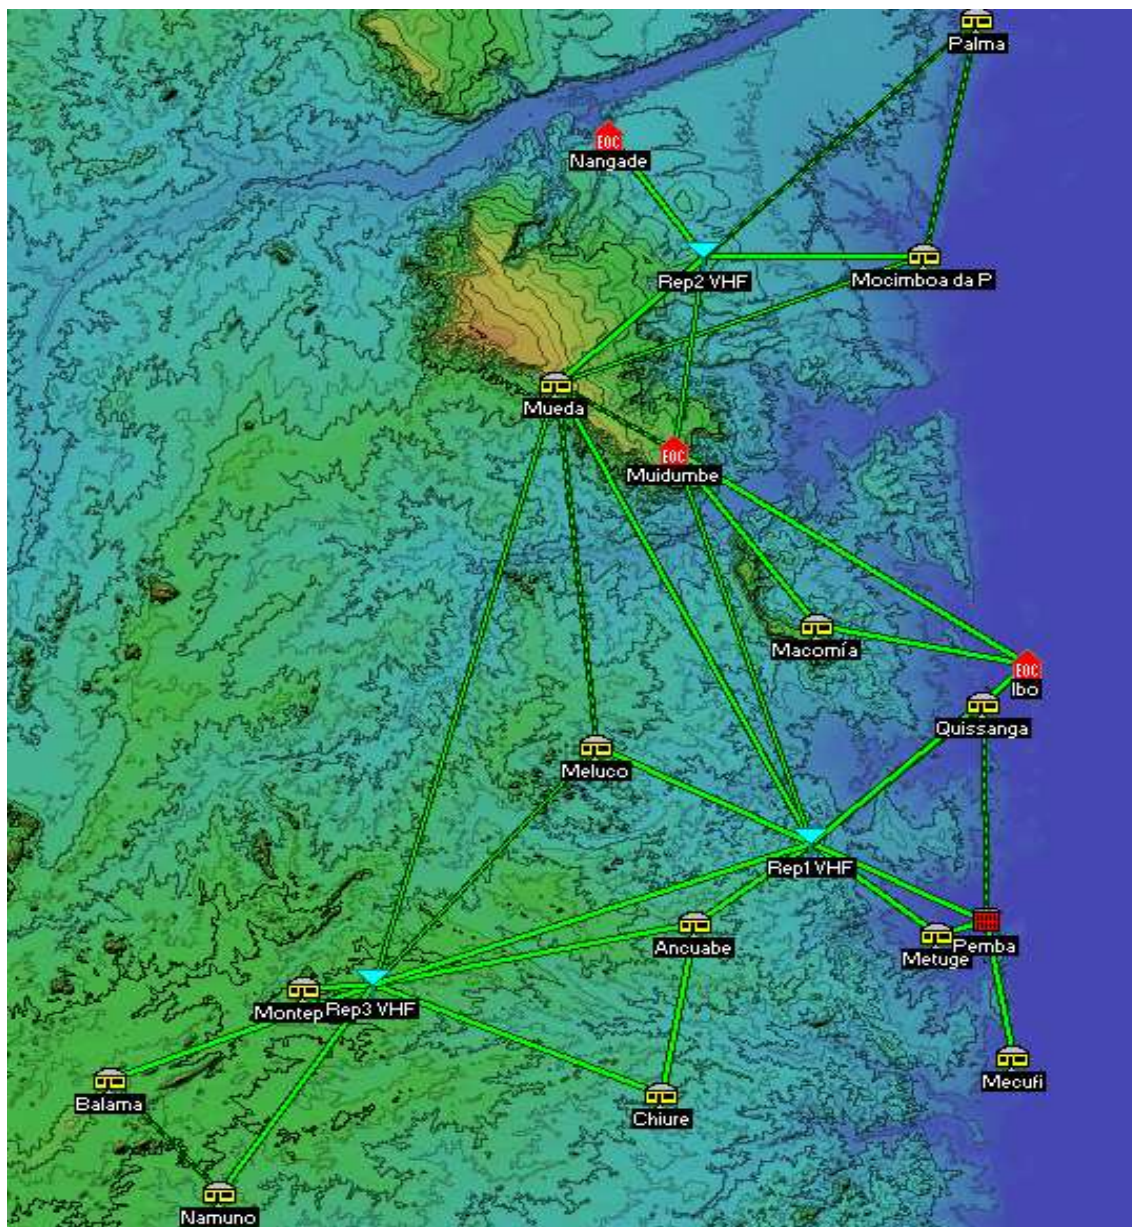 Palma
EOC
Nangade
Rep2 VHF
Mocimboa da P
Mueda
EOC
Muidumbe
Macomía
EOC
Ibo
Quissanga
Meluco
Rep1 VHF
Ancuabe
Metuge
Pemba
Montep
Rep3 VHF
Mecufi
Balama
Chiure
Namuno